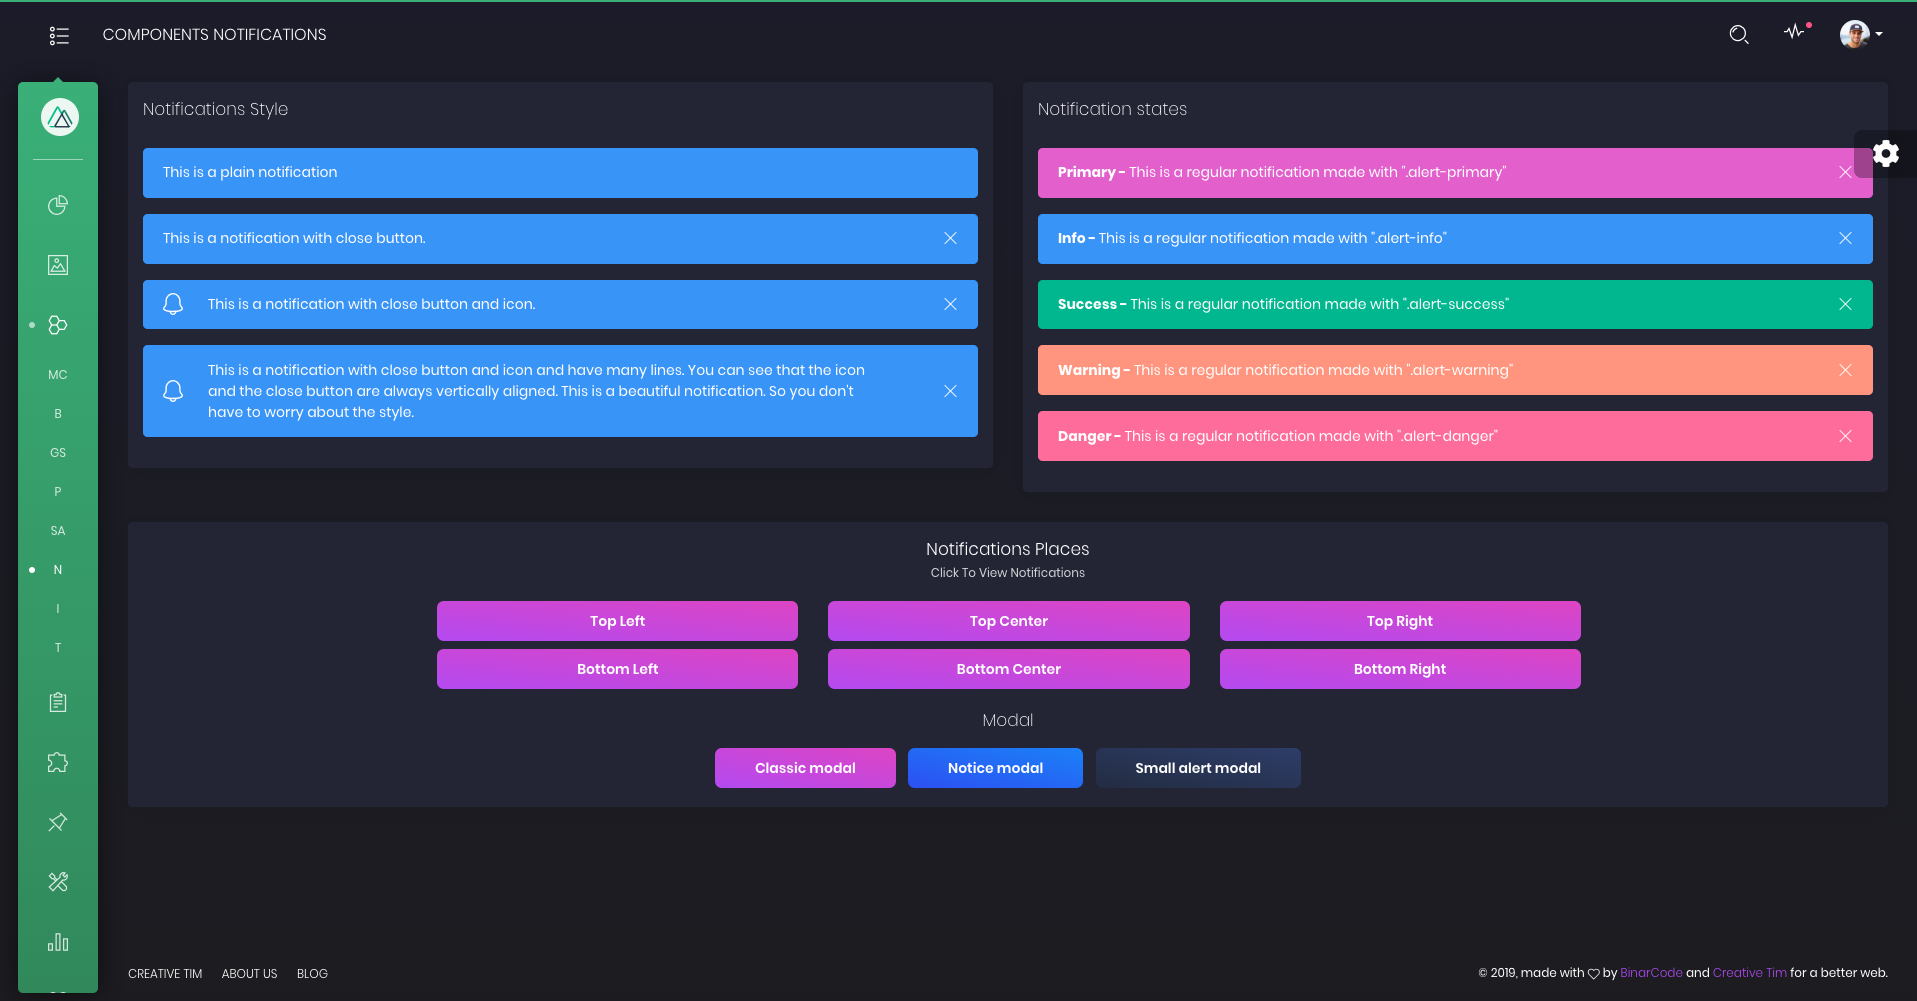 COMPONENTS NOTIFICATIONS
MC
B
GS
P
SA
N
I
T
Notifications Style
This is a plain notification
This is a notification with close button.
This is a notification with close button and icon.
This is a notification with close button and icon and have many lines. You can see that the icon
and the close button are always vertically aligned. This is a beautiful notification. So you don't
have to worry about the style.
Notification states
Primary - This is a regular notification made with ".alert-primary"
Info - This is a regular notification made with ".alert-info"
Success - This is a regular notification made with ".alert-success"
Warning - This is a regular notification made with ".alert-warning"
Danger - This is a regular notification made with ".alert-danger"
Notifications Places
Click To View Notifications
Top Left
Top Center
Top Right
Bottom Left
Bottom Center
Bottom Right
Modal
Classic modal
Notice modal
Small alert modal
CREATIVE TIM
ABOUT US
BLOG
© 2019, made with ♡ by BinarCode and Creative Tim for a better web.